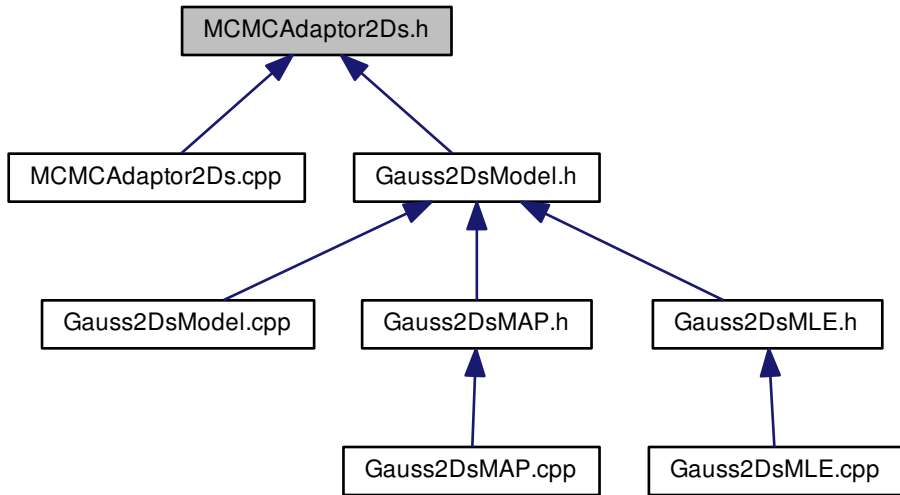 MCMCAdaptor2Ds.h
MCMCAdaptor2Ds.cpp
Gauss2DsModel.h
Gauss2DsModel.cpp
Gauss2DsMAP.h
Gauss2DsMLE.h
Gauss2DsMAP.cpp
Gauss2DsMLE.cpp